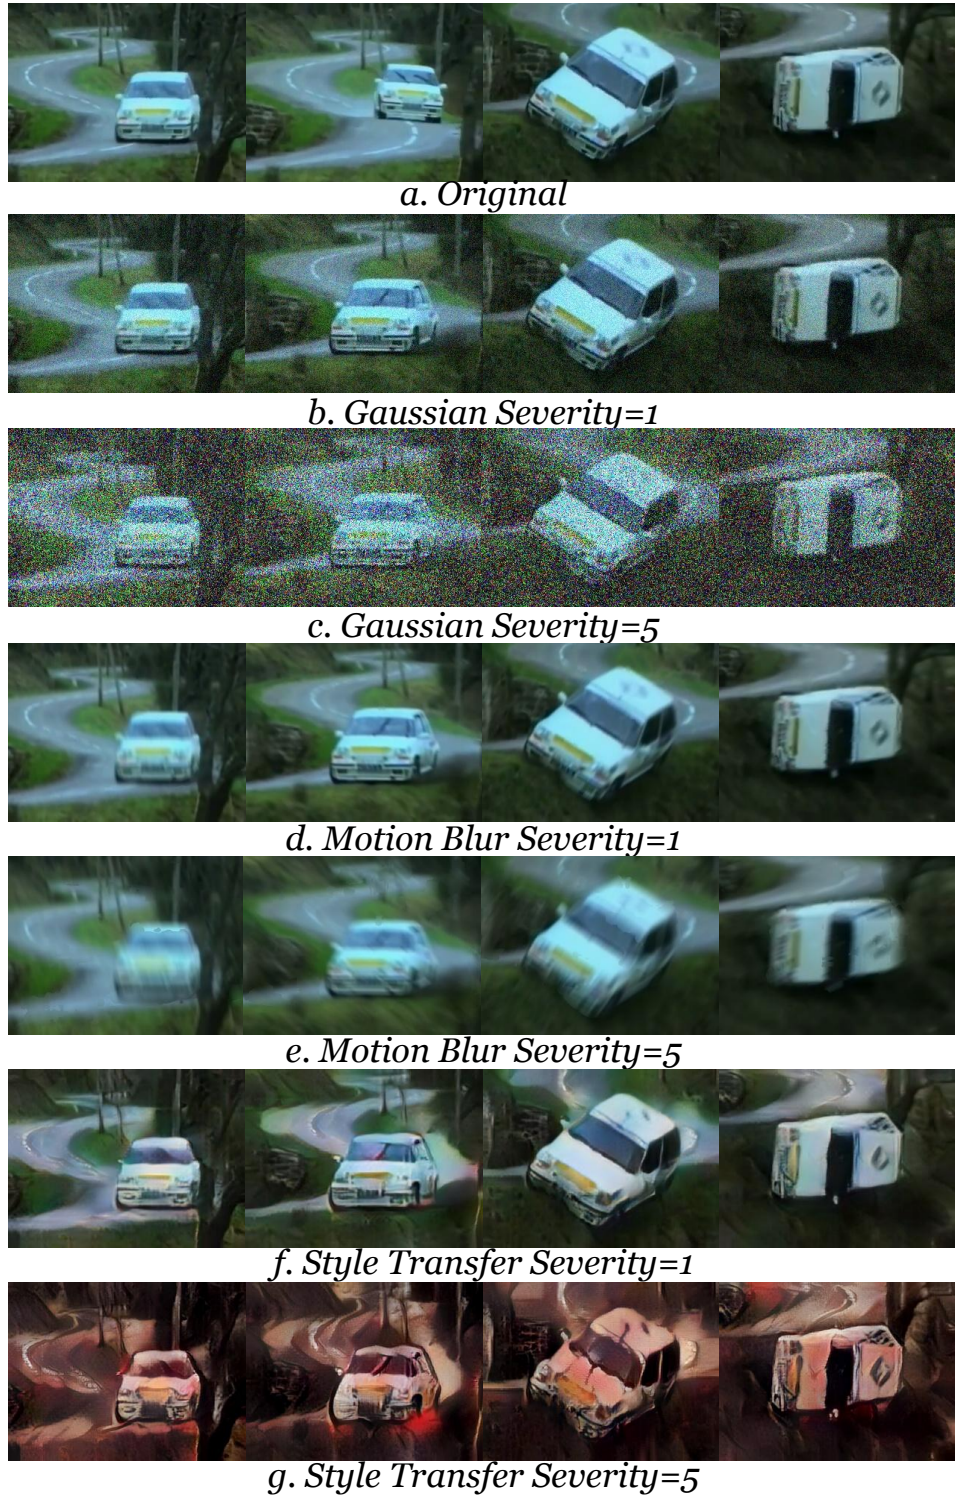 a. Original
b. Gaussian Severity=1
c. Gaussian Severity=5
d. Motion Blur Severity=1
e. Motion Blur Severity=5
f. Style Transfer Severity=1
g. Style Transfer Severity=5